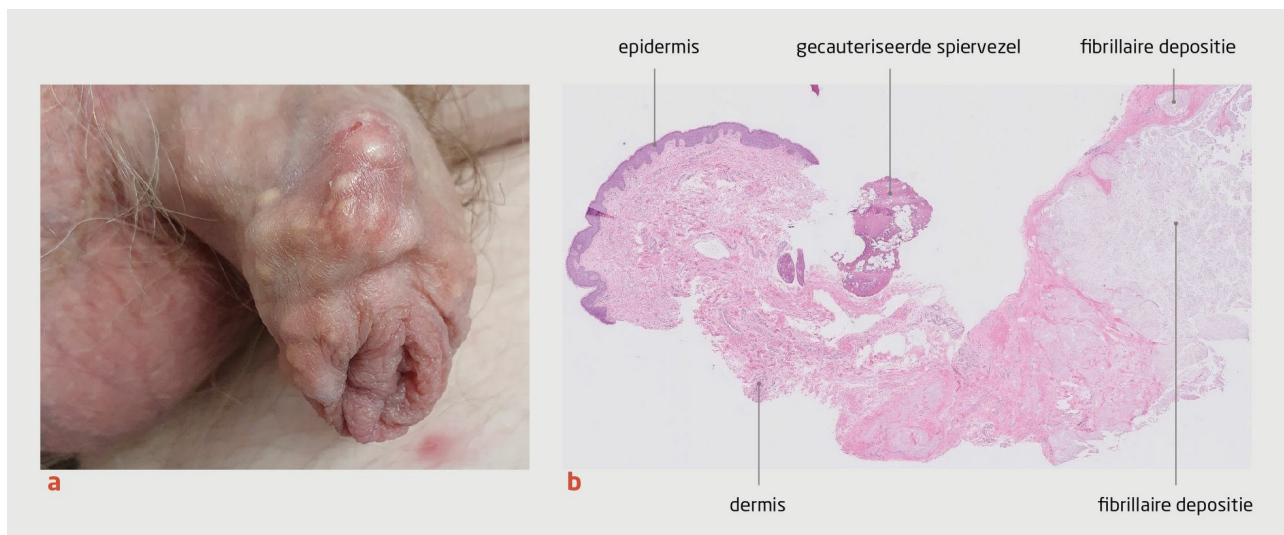 epidermis
gecauteriseerde spiervezel
fibrillaire depositie
a
b
dermis
fibrillaire depositie